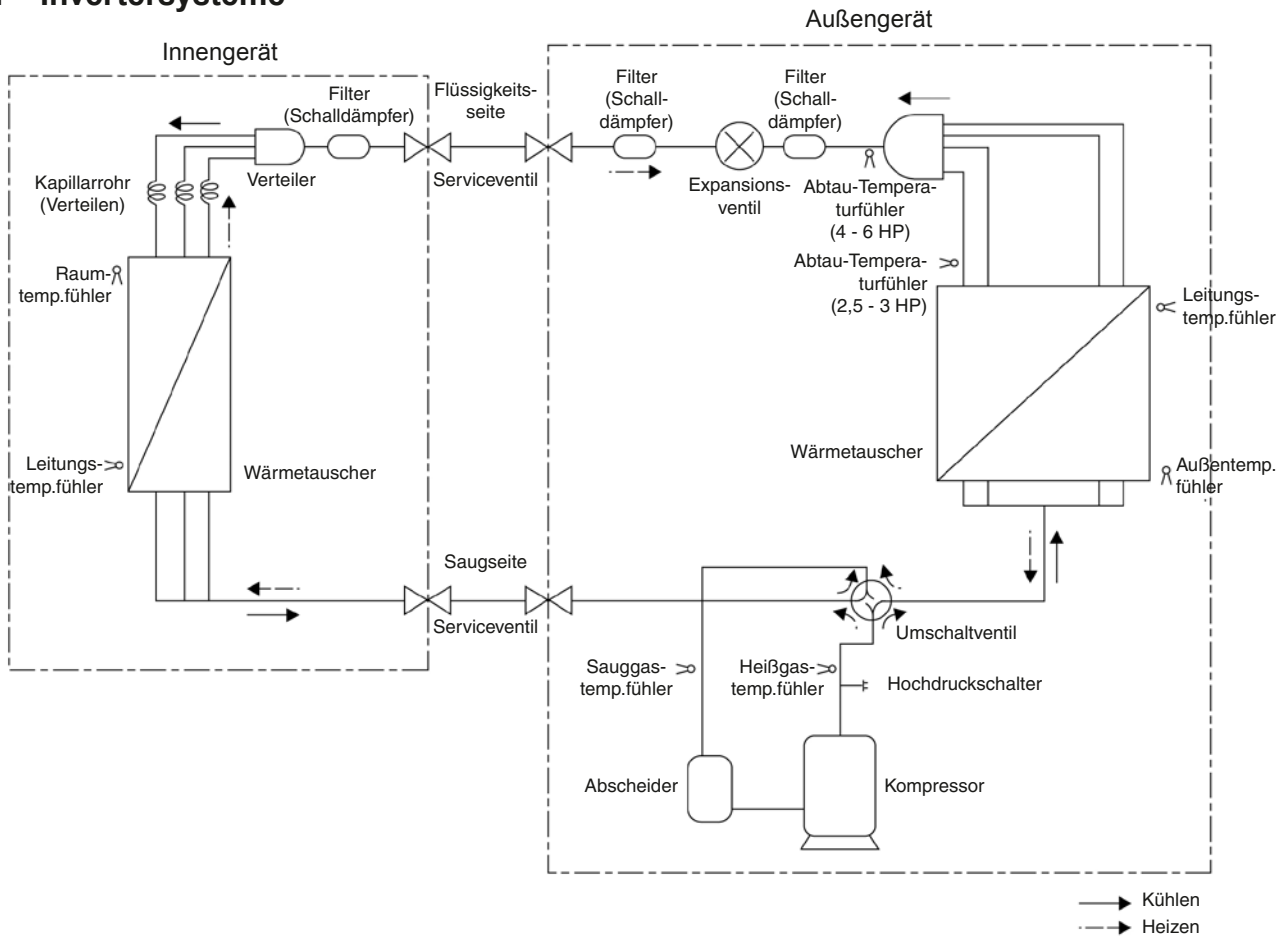 Invertersysteme
Außengerät
Innengerät
Filter
(Schalldämpfer)
Flüssigkeits-
seite
Filter
(Schall-
dämpfer)
Filter
(Schall-
dämpfer)
Kapillarrohr
(Verteilen)
Verteiler
Serviceventil
Expansions-
ventil
Abtau-Tempera-
turfühler
(4 - 6 HP)
Abtau-Tempera-
turfühler
(2,5 - 3 HP)
Raum-
temp.fühler
Leitungs-
temp.fühler
Leitungs-
temp.fühler
Wärmetauscher
Wärmetauscher
Außentemp.
fühler
Saugseite
Serviceventil
Umschaltventil
Sauggas-
temp.fühler
Heißgas-
temp.fühler
Hochdruckschalter
Abscheider
Kompressor
Kühlen
Heizen